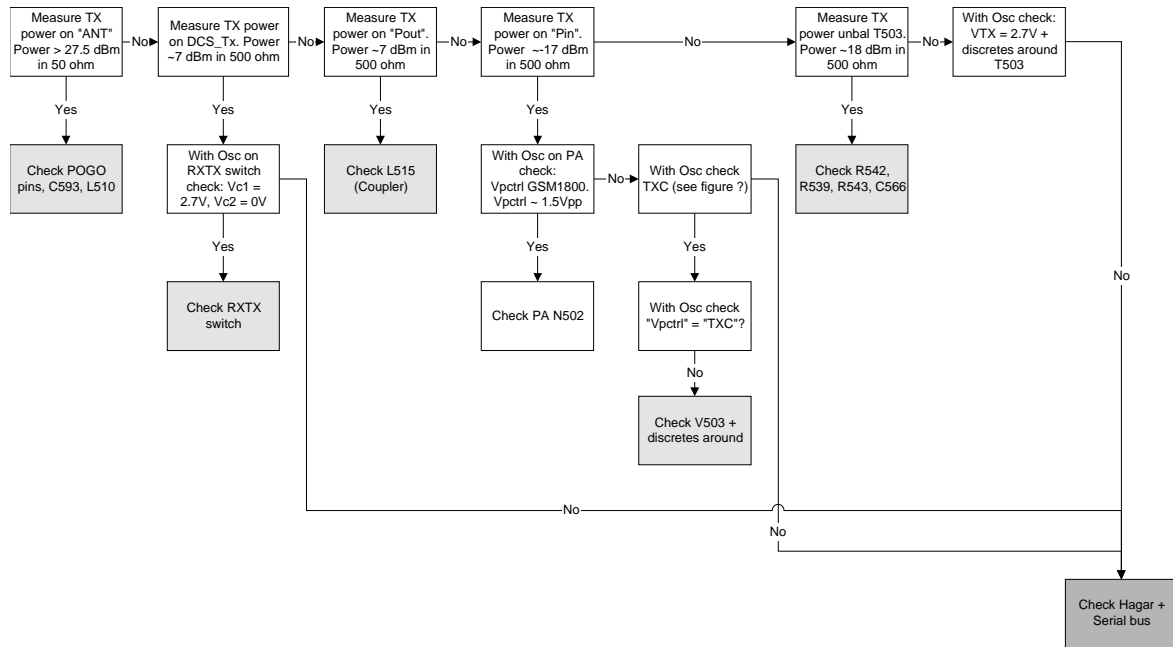 Measure TX
power on "ANT"
Power > 27.5 dBm
in 50 ohm
No
Measure TX power
on DCS_Tx. Power
~7 dBm in 500 ohm
No
Measure TX
power on "Pout".
Power ~7 dBm in
500 ohm
No
Measure TX
power on "Pin".
Power ~-17 dBm
in 500 ohm
No
Measure TX
power unbal T503.
Power ~18 dBm in
500 ohm
No
With Osc check:
VTX = 2.7V +
discretes around
T503
Yes
Yes
Yes
Yes
Yes
Check POGO
pins, C593, L510
With Osc on
RXTX switch
check: Vc1 =
2.7V, Vc2 = 0V
Check L515
(Coupler)
With Osc on PA
check:
Vpctrl GSM1800.
Vpctrl ~ 1.5Vpp
No
With Osc check
TXC (see figure ?)
Check R542,
R539, R543, C566
Yes
Yes
Yes
No
Check RXTX
switch
Check PA N502
With Osc check
"Vpctrl" = "TXC"?
No
Check V503 +
discretes around
No
No
Check Hagar +
Serial bus